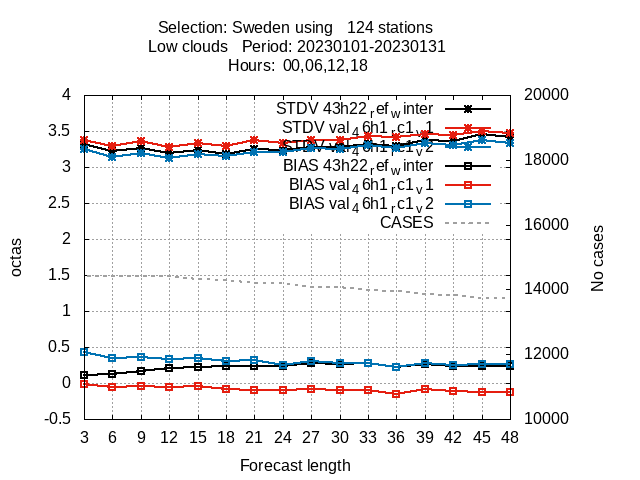 Selection: Sweden using   124 stations
Low clouds   Period: 20230101-20230131
Hours:  00,06,12,18
4
3.5
3
2.5
2
1.5
1
0.5
0
-0.5
octas
20000
18000
16000
14000
12000
10000
No cases
STDV 43h22_ref_winter
STDV val_46h1_rc1_v1
STDV val_46h1_rc1_v2
BIAS 43h22_ref_winter
BIAS val_46h1_rc1_v1
BIAS val_46h1_rc1_v2
CASES
3 6 9 12 15 18 21 24 27 30 33 36 39 42 45 48
Forecast length